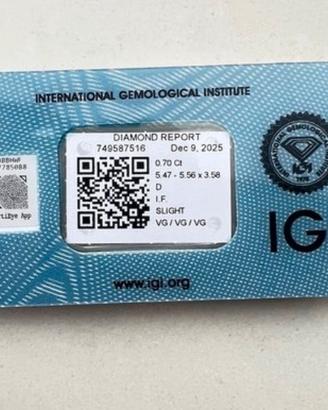 INTERNATIONAL GEMOLOGICAL INSTITUTE
DIAMOND REPORT
749587516 Dec 9, 2025
0.70 Ct
5.47 - 5.56 x 3.58
D
I.F.
SLIGHT
VG / VG / VG
IG
www.igi.org